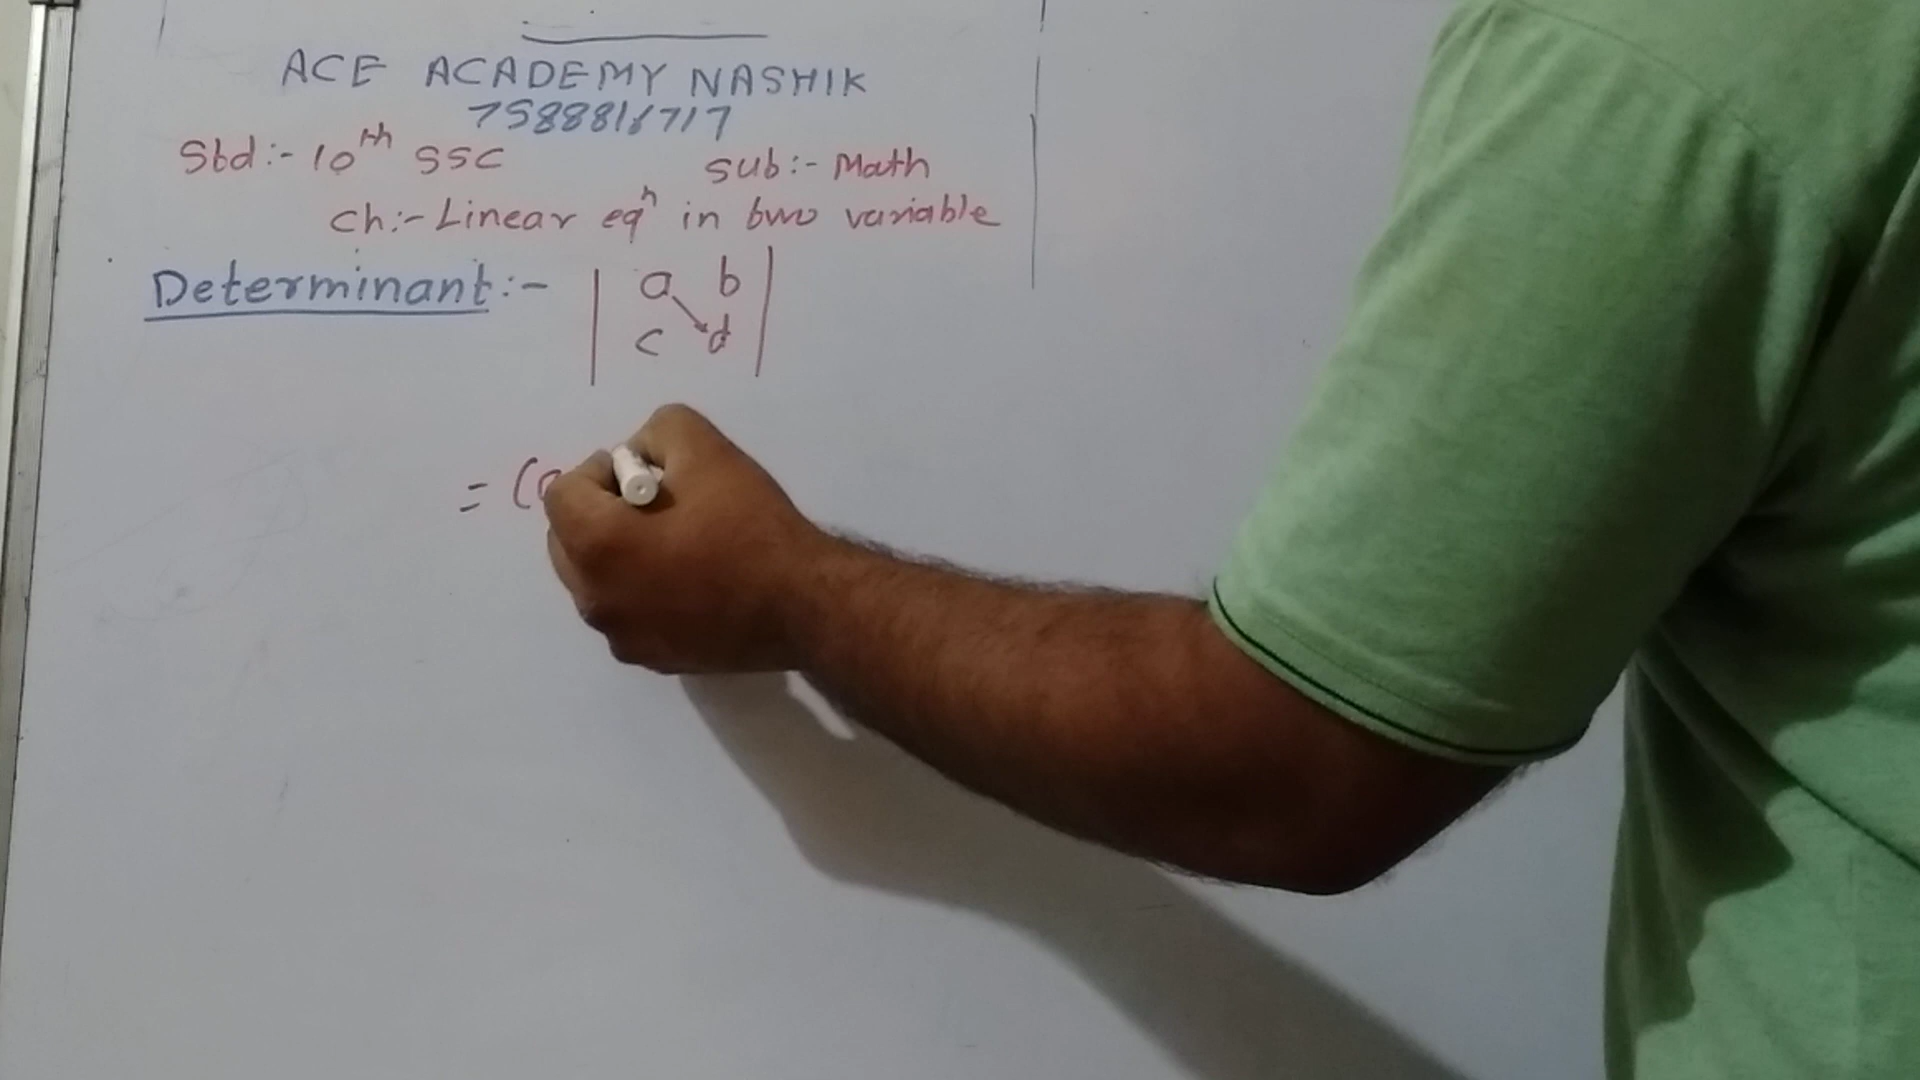 ACE ACADEMY NASHIK
7588816717
Std:- 10th SSC Sub:- Math
Ch:- Linear eqn in two variable
Determinant:- | a b |
| c d |
= (a